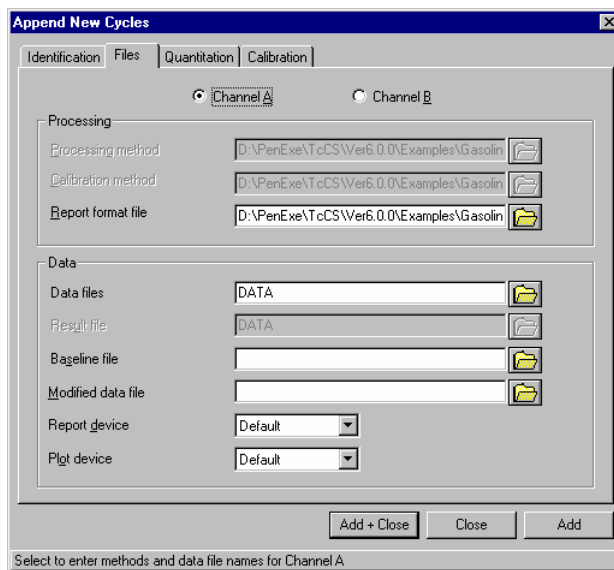 Append New Cycles
Identification Files Quantitation Calibration
Channel A Channel B
Processing
Processing method D:\PenExe\TcCS\Ver6.0.0\Examples\Gasolin
Calibration method D:\PenExe\TcCS\Ver6.0.0\Examples\Gasolin
Report format file D:\PenExe\TcCS\Ver6.0.0\Examples\Gasolin
Data
Data files DATA
Result file DATA
Baseline file
Modified data file
Report device Default
Plot device Default
Add + Close Close Add
Select to enter methods and data file names for Channel A